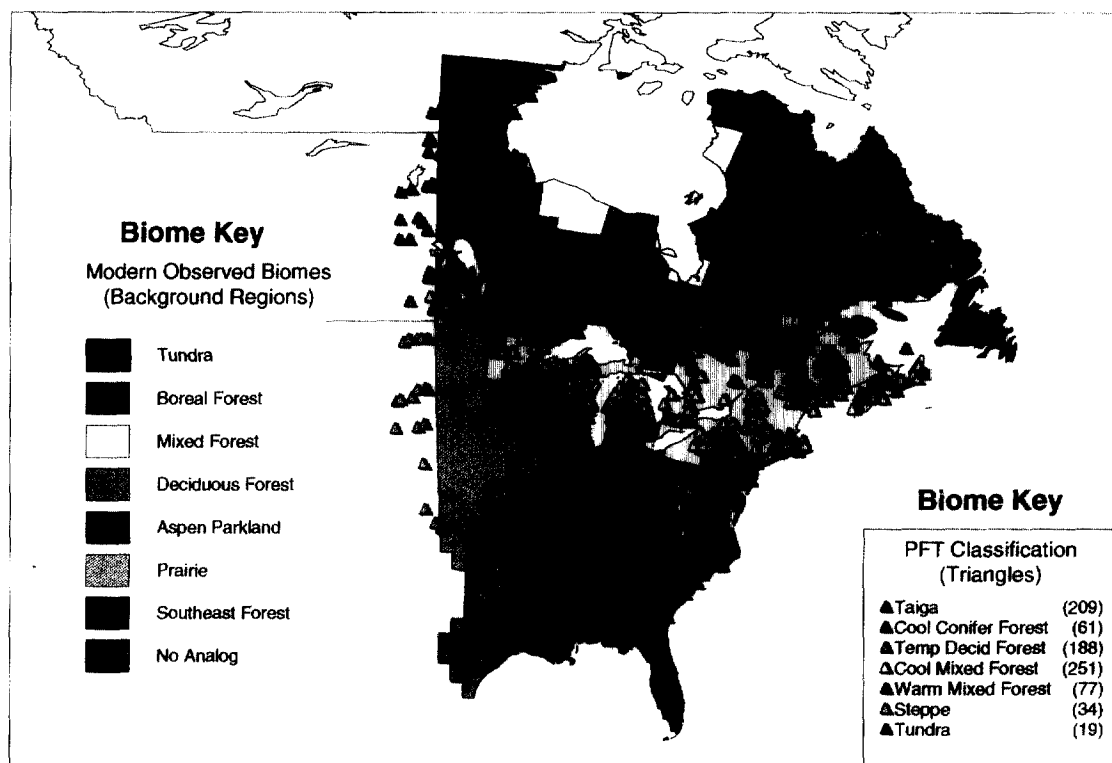 Biome Key
Modern Observed Biomes
(Background Regions)
Tundra
Boreal Forest
Mixed Forest
Deciduous Forest
Aspen Parkland
Prairie
Southeast Forest
No Analog
Biome Key
PFT Classification
(Triangles)
Taiga (209)
Cool Conifer Forest (61)
Temp Decid Forest (188)
Cool Mixed Forest (251)
Warm Mixed Forest (77)
Steppe (34)
Tundra (19)